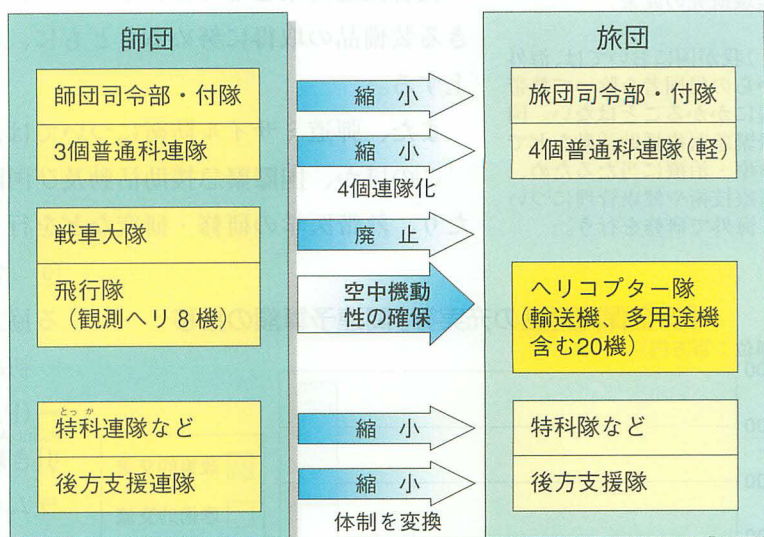 師団
旅団
師団司令部・付隊
縮小
旅団司令部・付隊
3個普通科連隊
縮小
4個普通科連隊(軽)
4個連隊化
戦車大隊
廃止
飛行隊
(観測ヘリ8機)
空中機動
性の確保
ヘリコプター隊
(輸送機、多用途機
含む20機)
とっか
特科連隊など
縮小
特科隊など
後方支援連隊
縮小
後方支援隊
体制を変換